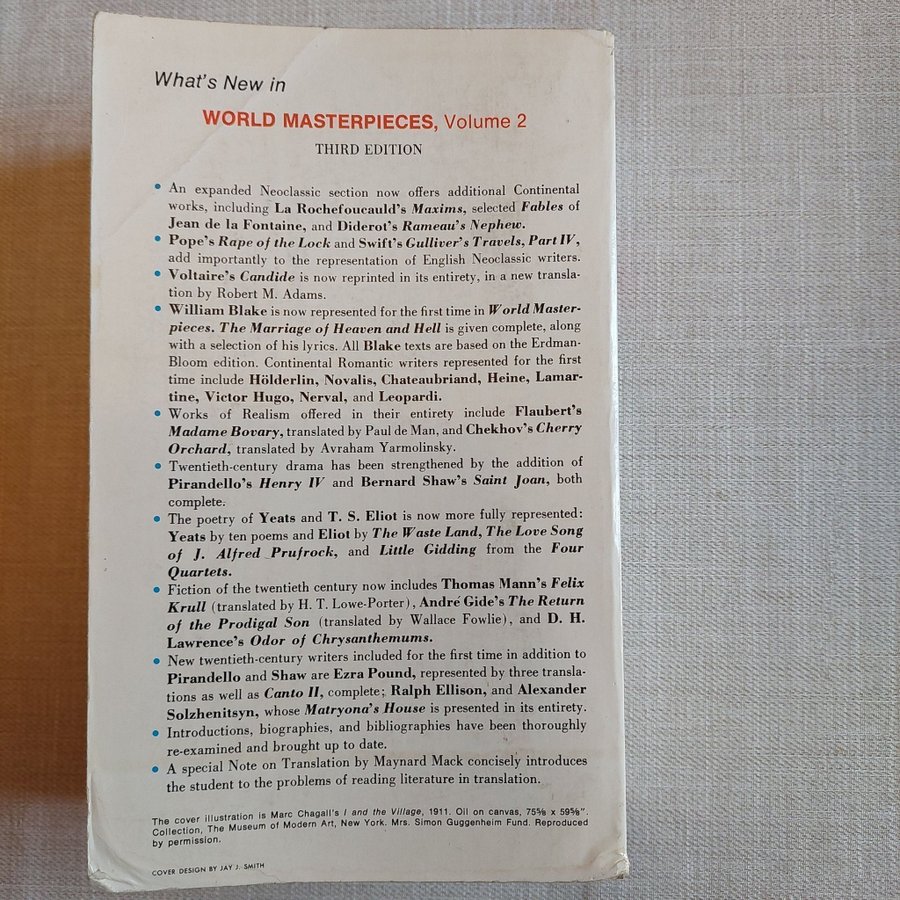 What's New in
WORLD MASTERPIECES, Volume 2
THIRD EDITION
• An expanded Neoclassic section now offers additional Continental
works, including La Rochefoucauld's Maxims, selected Fables of
Jean de la Fontaine, and Diderot's Rameau's Nephew.
• Pope's Rape of the Lock and Swift's Gulliver's Travels, Part IV,
add importantly to the representation of English Neoclassic writers.
• Voltaire's Candide is now reprinted in its entirety, in a new transla-
tion by Robert M. Adams.
• William Blake is now represented for the first time in World Master-
pieces. The Marriage of Heaven and Hell is given complete, along
with a selection of his lyrics. All Blake texts are based on the Erdman-
Bloom edition. Continental Romantic writers represented for the first
time include Hölderlin, Novalis, Chateaubriand, Heine, Lamar-
tine, Victor Hugo, Nerval, and Leopardi.
• Works of Realism offered in their entirety include Flaubert's
Madame Bovary, translated by Paul de Man, and Chekhov's Cherry
Orchard, translated by Avraham Yarmolinsky.
• Twentieth-century drama has been strengthened by the addition of
Pirandello's Henry IV and Bernard Shaw's Saint Joan, both
complete.
• The poetry of Yeats and T. S. Eliot is now more fully represented:
Yeats by ten poems and Eliot by The Waste Land, The Love Song
of J. Alfred Prufrock, and Little Gidding from the Four
Quartets.
• Fiction of the twentieth century now includes Thomas Mann's Felix
Krull (translated by H. T. Lowe-Porter), André Gide's The Return
of the Prodigal Son (translated by Wallace Fowlie), and D. H.
Lawrence's Odor of Chrysanthemums.
• New twentieth-century writers included for the first time in addition to
Pirandello and Shaw are Ezra Pound, represented by three transla-
tions as well as Canto II, complete; Ralph Ellison, and Alexander
Solzhenitsyn, whose Matryona's House is presented in its entirety.
• Introductions, biographies, and bibliographies have been thoroughly
re-examined and brought up to date.
• A special Note on Translation by Maynard Mack concisely introduces
the student to the problems of reading literature in translation.
The cover illustration is Marc Chagall's I and the Village, 1911. Oil on canvas, 75⅝ x 59⅝".
Collection, The Museum of Modern Art, New York. Mrs. Simon Guggenheim Fund. Reproduced
by permission.
COVER DESIGN BY JAY J. SMITH